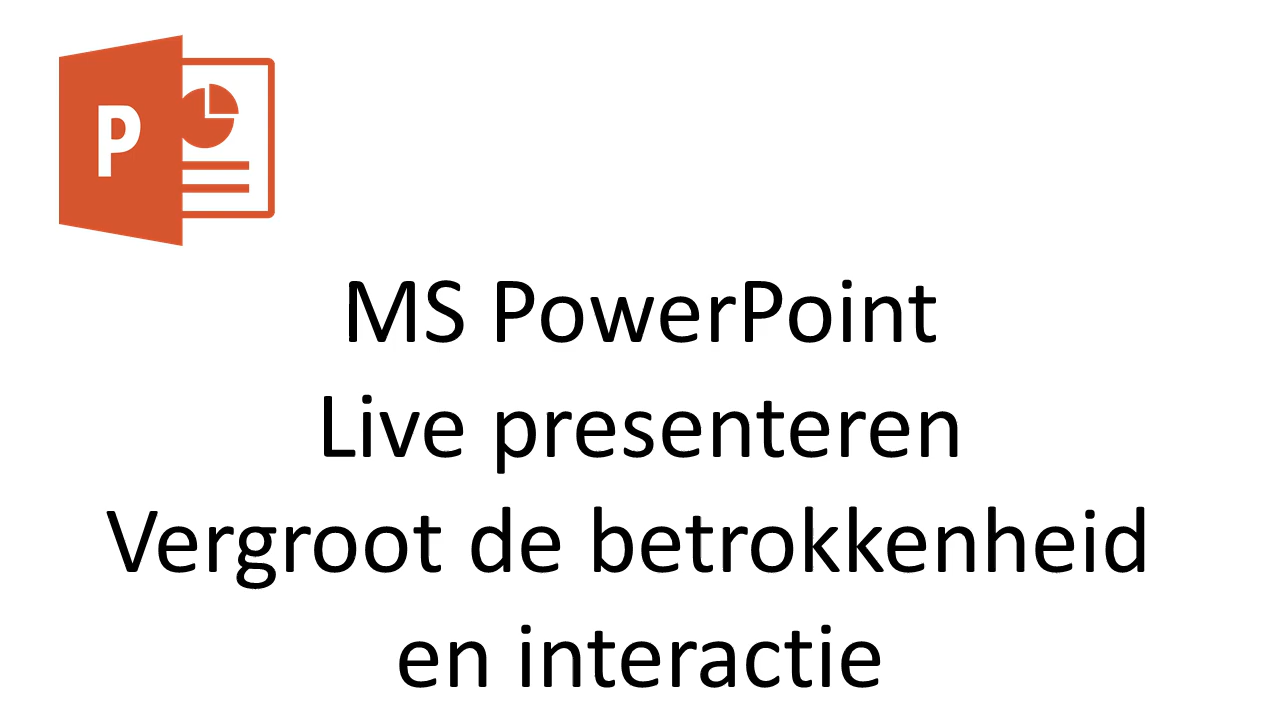 P
MS PowerPoint
Live presenteren
Vergroot de betrokkenheid
en interactie